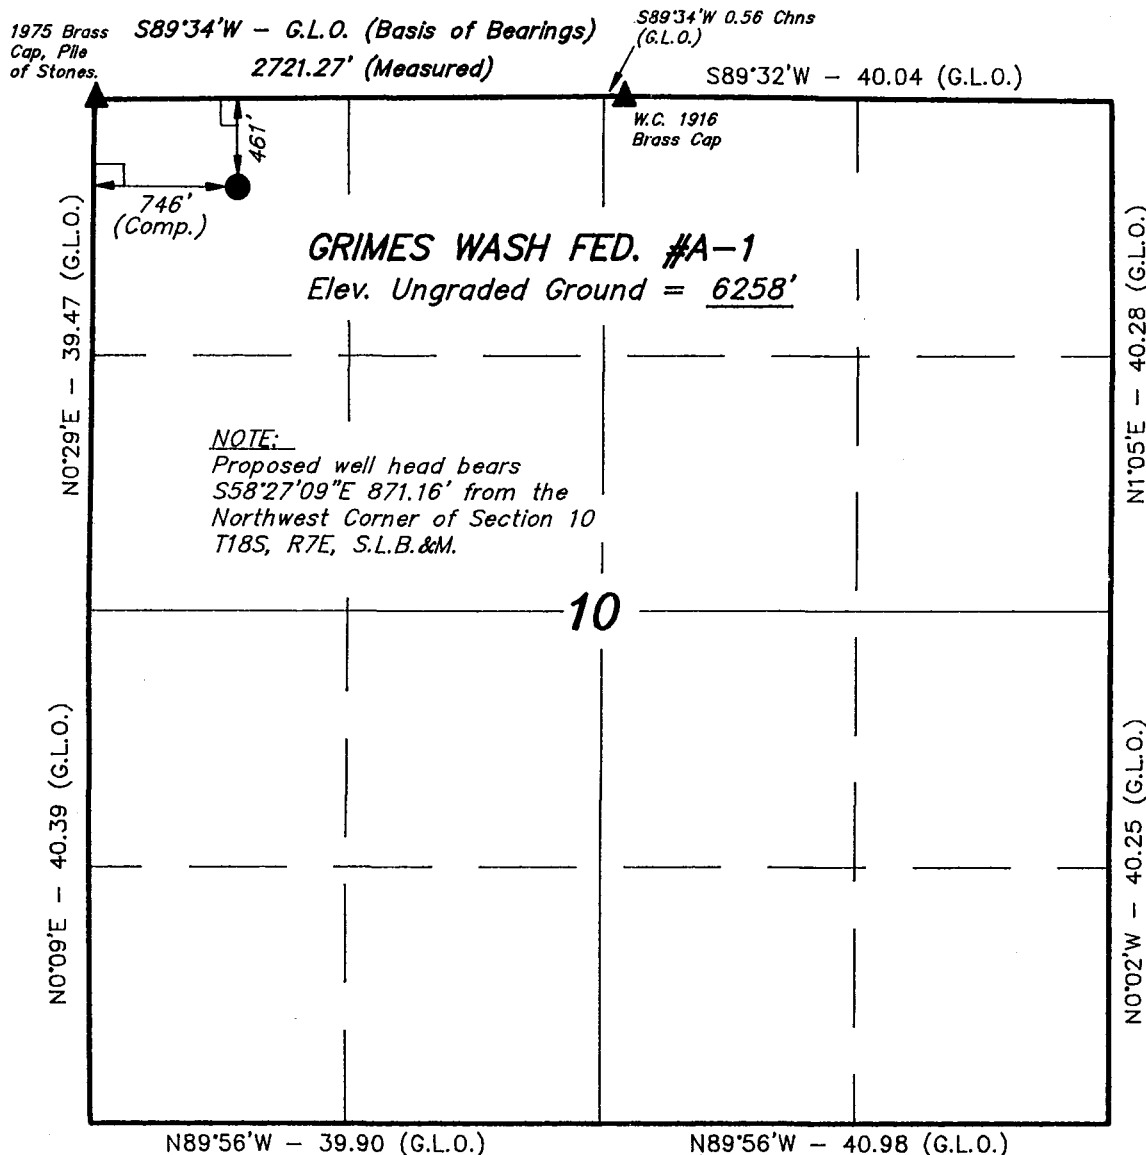 1975 Brass
Cap, Pile
of Stones.
S89°34'W - G.L.O. (Basis of Bearings)
2721.27' (Measured)
S89°34'W 0.56 Chns
(G.L.O.)
S89°32'W - 40.04 (G.L.O.)
W.C. 1916
Brass Cap
461'
746'
(Comp.)
N0°29'E - 39.47 (G.L.O.)
GRIMES WASH FED. #A-1
Elev. Ungraded Ground = 6258'
N1°05'E - 40.28 (G.L.O.)
NOTE:
Proposed well head bears
S58°27'09"E 871.16' from the
Northwest Corner of Section 10
T18S, R7E, S.L.B.&M.
10
N0°09'E - 40.39 (G.L.O.)
N0°02'W - 40.25 (G.L.O.)
N89°56'W - 39.90 (G.L.O.)
N89°56'W - 40.98 (G.L.O.)